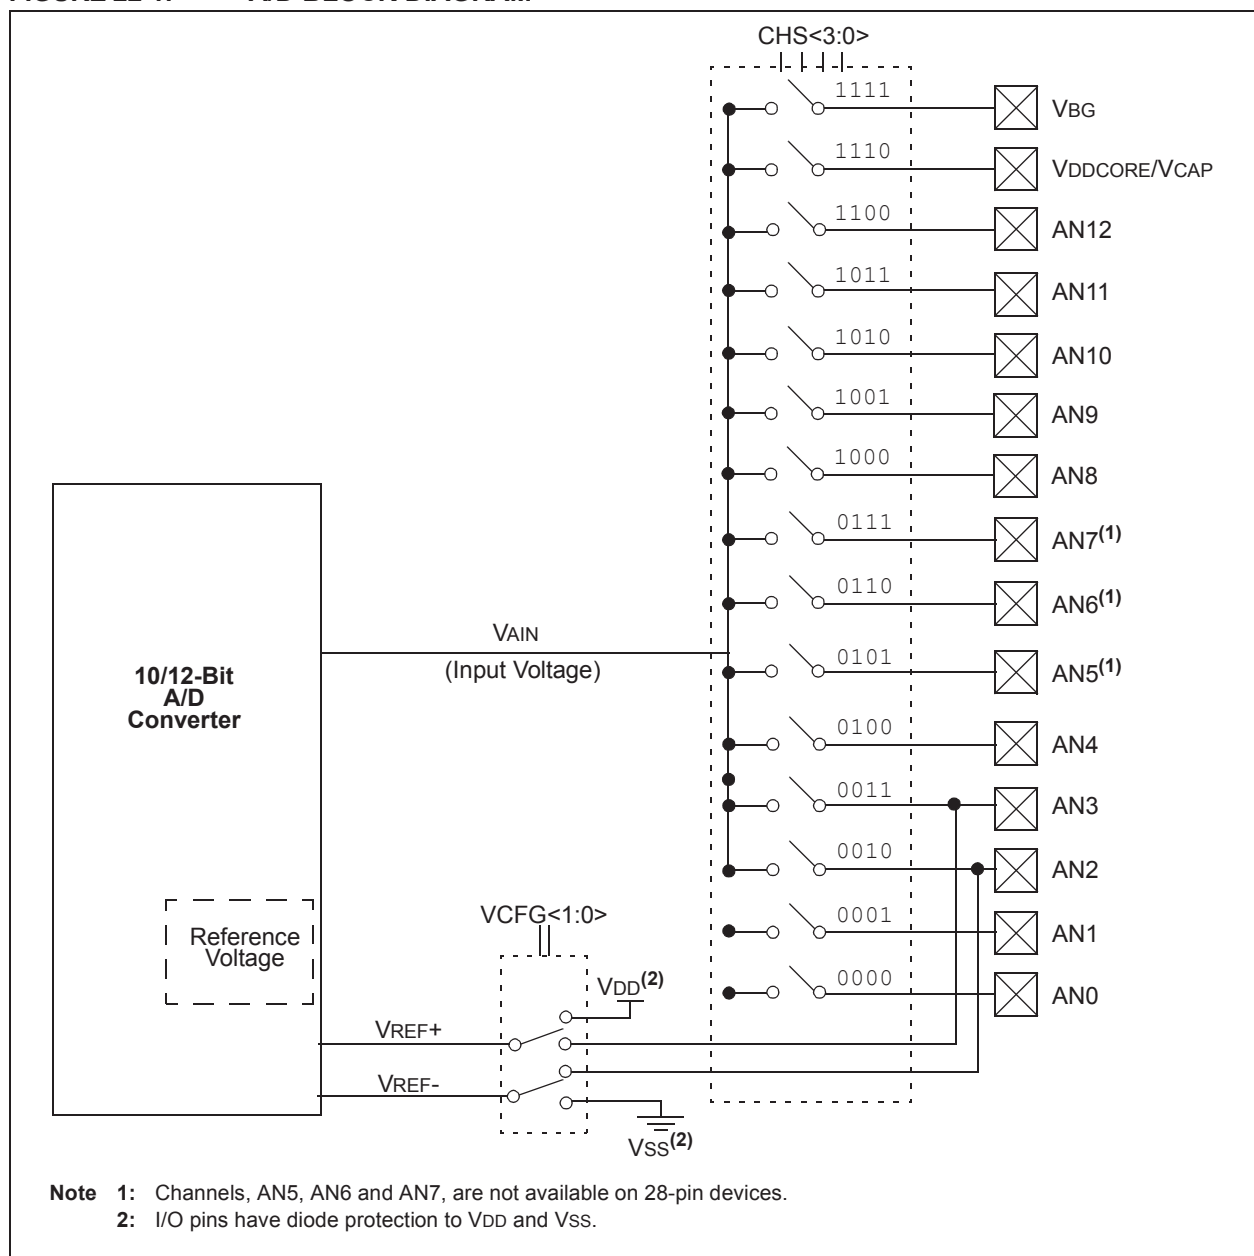 CHS<3:0>
1111
VBG
1110
VDDCORE/VCAP
1100
AN12
1011
AN11
1010
AN10
1001
AN9
1000
AN8
0111
AN7(1)
0110
AN6(1)
VAIN
(Input Voltage)
0101
AN5(1)
10/12-Bit
A/D
Converter
0100
AN4
0011
AN3
0010
AN2
VCFG<1:0>
0001
AN1
Reference
Voltage
VDD(2)
0000
AN0
VREF+
VREF-
VSS(2)
Note 1: Channels, AN5, AN6 and AN7, are not available on 28-pin devices.
2: I/O pins have diode protection to VDD and VSS.